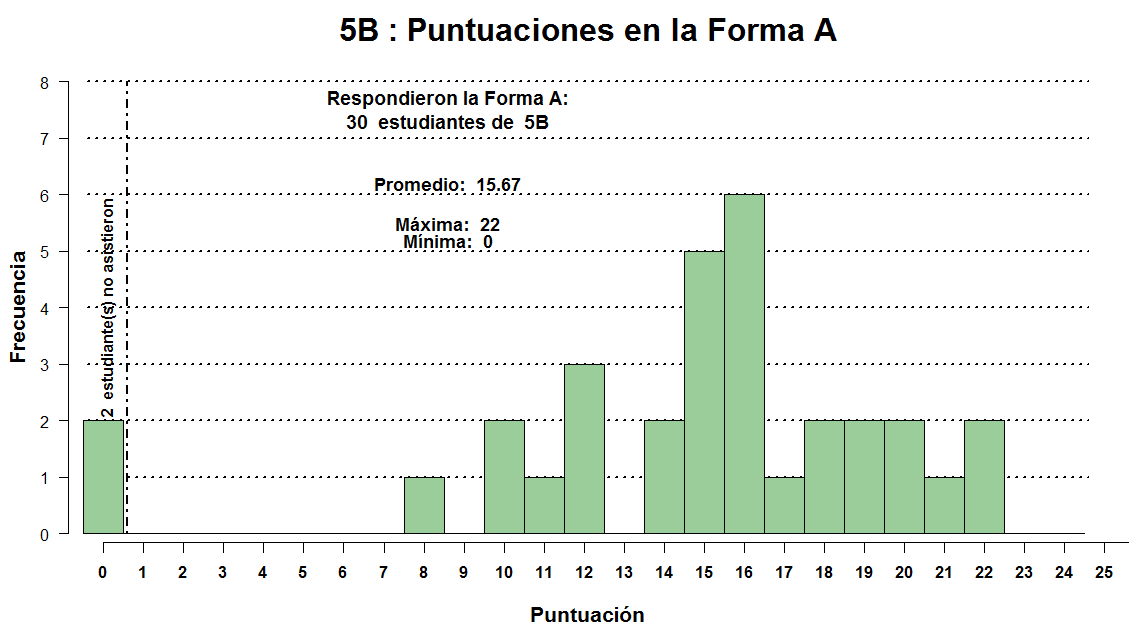 5B : Puntuaciones en la Forma A
Respondieron la Forma A:
30 estudiantes de 5B
Promedio: 15.67
Máxima: 22
Mínima: 0
2 estudiante(s) no asistieron
Frecuencia
8
7
6
5
4
3
2
1
0
0 1 2 3 4 5 6 7 8 9 10 11 12 13 14 15 16 17 18 19 20 21 22 23 24 25
Puntuación